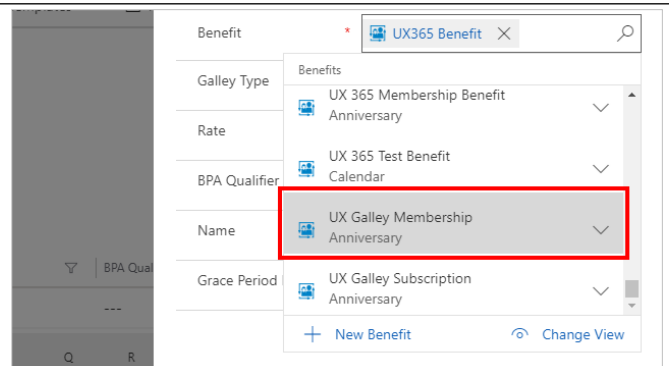 Benefit * UX365 Benefit
Benefits
Galley Type
UX 365 Membership Benefit
Anniversary
Rate
UX 365 Test Benefit
Calendar
BPA Qualifier
UX Galley Membership
Anniversary
Name
BPA Qual
UX Galley Subscription
Anniversary
Grace Period
---
+ New Benefit Change View
Q R